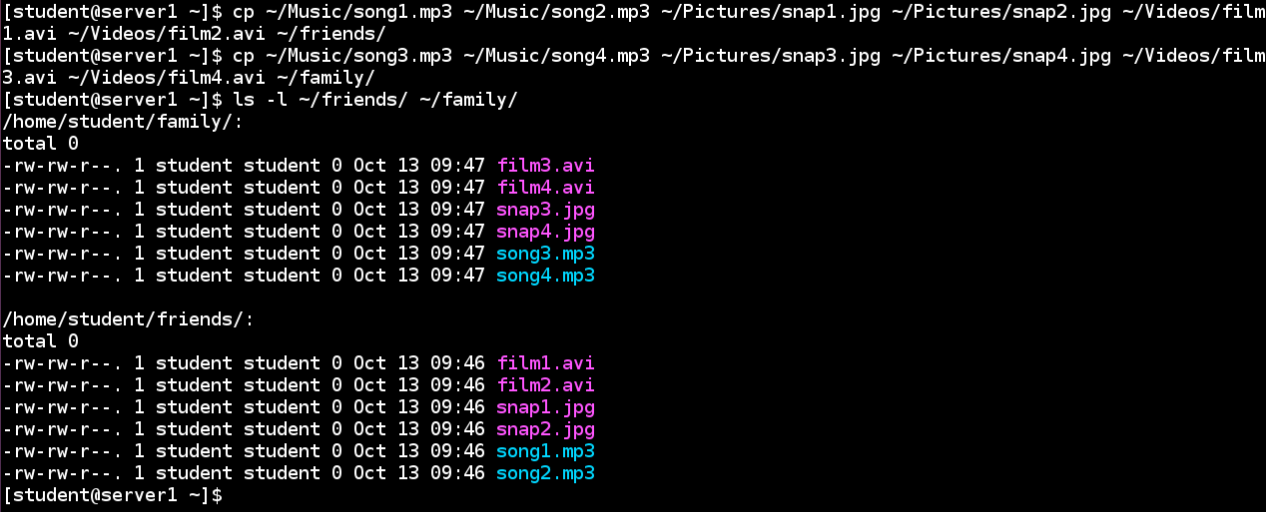 [student@server1 ~]$ cp ~/Music/song1.mp3 ~/Music/song2.mp3 ~/Pictures/snap1.jpg ~/Pictures/snap2.jpg ~/Videos/film
1.avi ~/Videos/film2.avi ~/friends/
[student@server1 ~]$ cp ~/Music/song3.mp3 ~/Music/song4.mp3 ~/Pictures/snap3.jpg ~/Pictures/snap4.jpg ~/Videos/film
3.avi ~/Videos/film4.avi ~/family/
[student@server1 ~]$ ls -l ~/friends/ ~/family/
/home/student/family/:
total 0
-rw-rw-r--. 1 student student 0 Oct 13 09:47 film3.avi
-rw-rw-r--. 1 student student 0 Oct 13 09:47 film4.avi
-rw-rw-r--. 1 student student 0 Oct 13 09:47 snap3.jpg
-rw-rw-r--. 1 student student 0 Oct 13 09:47 snap4.jpg
-rw-rw-r--. 1 student student 0 Oct 13 09:47 song3.mp3
-rw-rw-r--. 1 student student 0 Oct 13 09:47 song4.mp3

/home/student/friends/:
total 0
-rw-rw-r--. 1 student student 0 Oct 13 09:46 film1.avi
-rw-rw-r--. 1 student student 0 Oct 13 09:46 film2.avi
-rw-rw-r--. 1 student student 0 Oct 13 09:46 snap1.jpg
-rw-rw-r--. 1 student student 0 Oct 13 09:46 snap2.jpg
-rw-rw-r--. 1 student student 0 Oct 13 09:46 song1.mp3
-rw-rw-r--. 1 student student 0 Oct 13 09:46 song2.mp3
[student@server1 ~]$